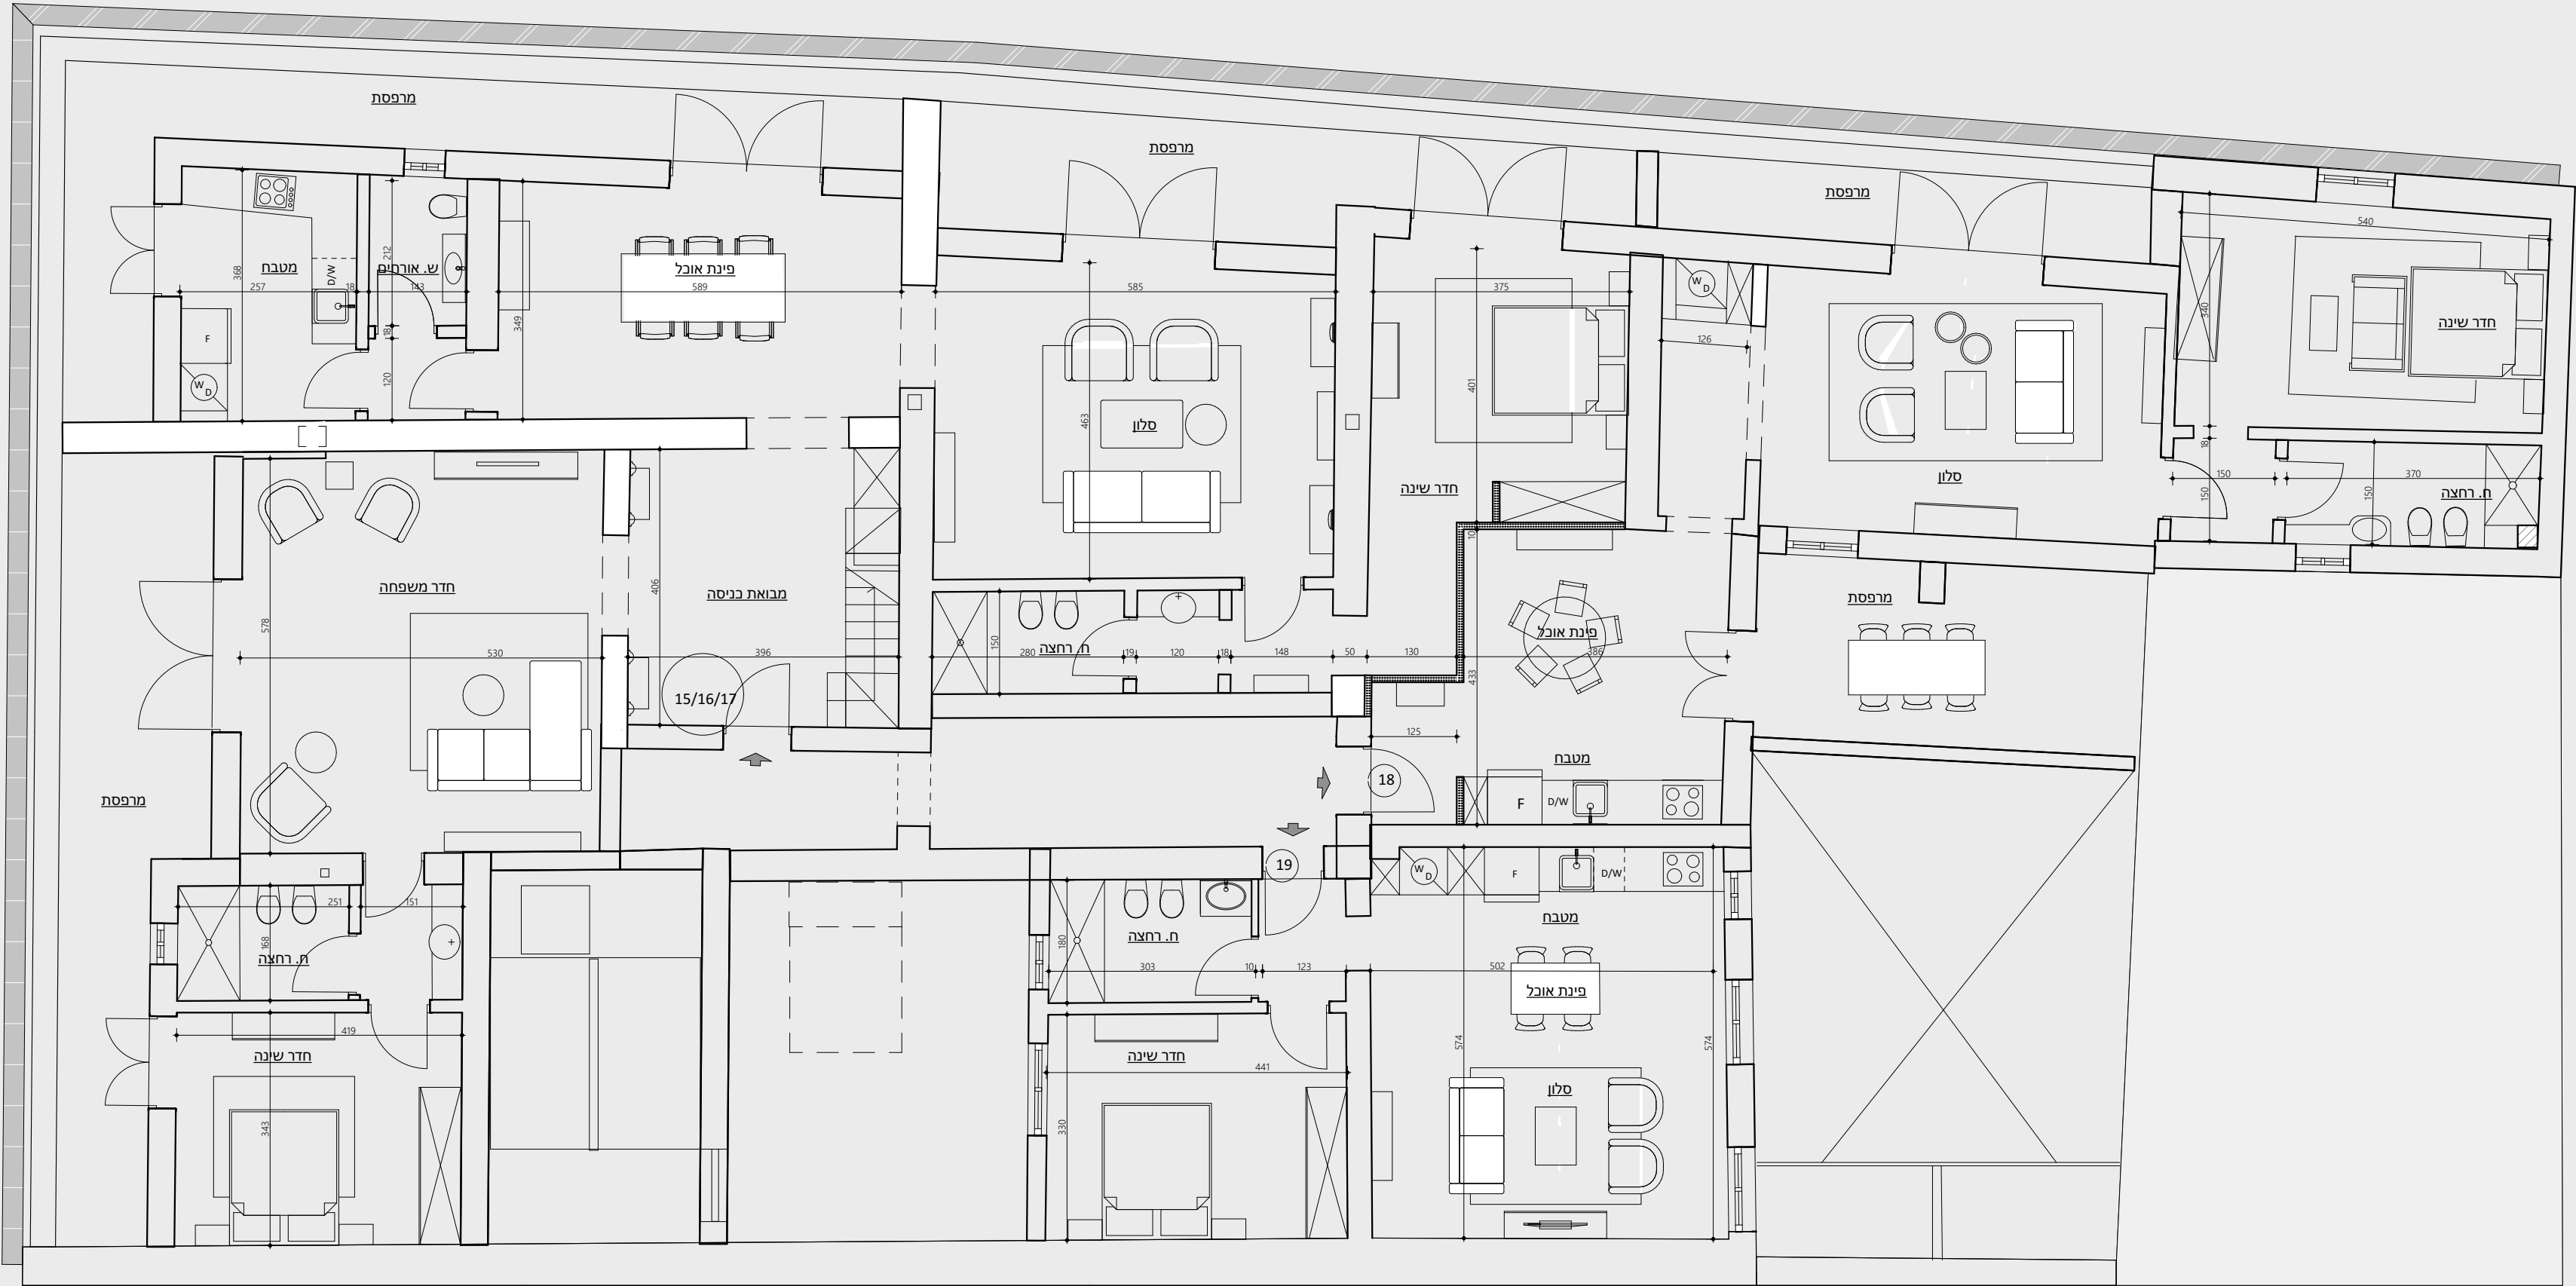 מרפסת
מרפסת
מרפסת
540
מטבח
D/W
212
ש. אורחים
פינת אוכל
368
257
18
143
589
585
375
W D
340
חדר שינה
349
18
126
F
W D
120
463
סלון
401
18
סלון
חדר שינה
150
150
150
370
ח. רחצה
10
חדר משפחה
406
מבואת כניסה
מרפסת
578
פינת אוכל
150
530
396
280
ח. רחצה
19
120
18
148
50
130
386
433
15/16/17
125
מטבח
18
מרפסת
F
D/W
19
W D
F
D/W
251
151
168
ח. רחצה
180
ח. רחצה
303
10
123
502
מטבח
פינת אוכל
419
חדר שינה
חדר שינה
441
574
574
סלון
343
330